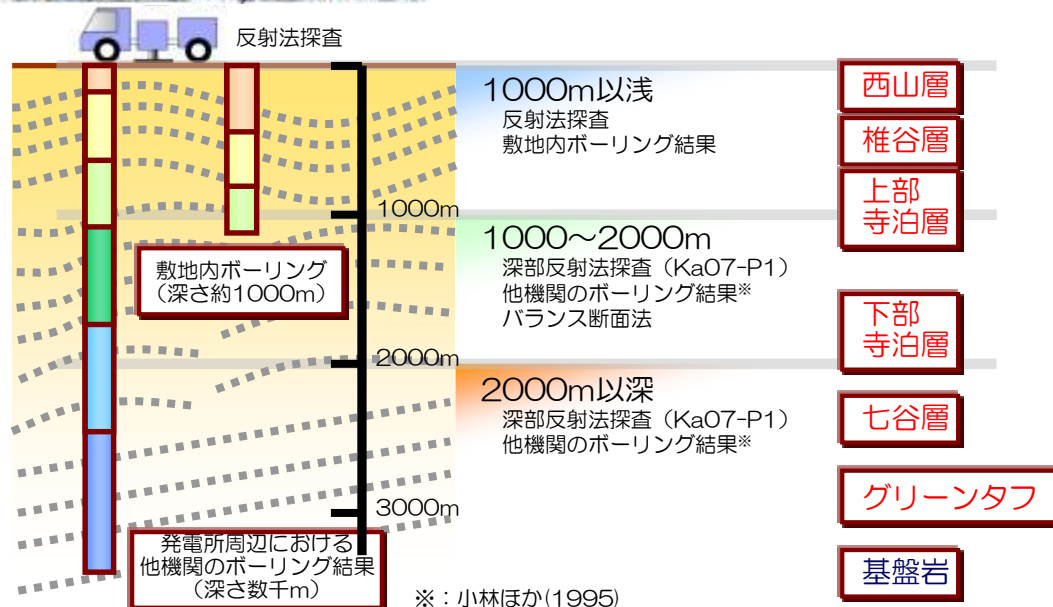 反射法探査
1000m以浅
反射法探査
敷地内ボーリング結果
1000m
1000～2000m
深部反射法探査（Ka07-P1）
他機関のボーリング結果※
バランス断面法
敷地内ボーリング
（深さ約1000m）
2000m
2000m以深
深部反射法探査（Ka07-P1）
他機関のボーリング結果※
3000m
発電所周辺における
他機関のボーリング結果
（深さ数千m）
※：小林ほか(1995)
西山層
椎谷層
上部
寺泊層
下部
寺泊層
七谷層
グリーンタフ
基盤岩